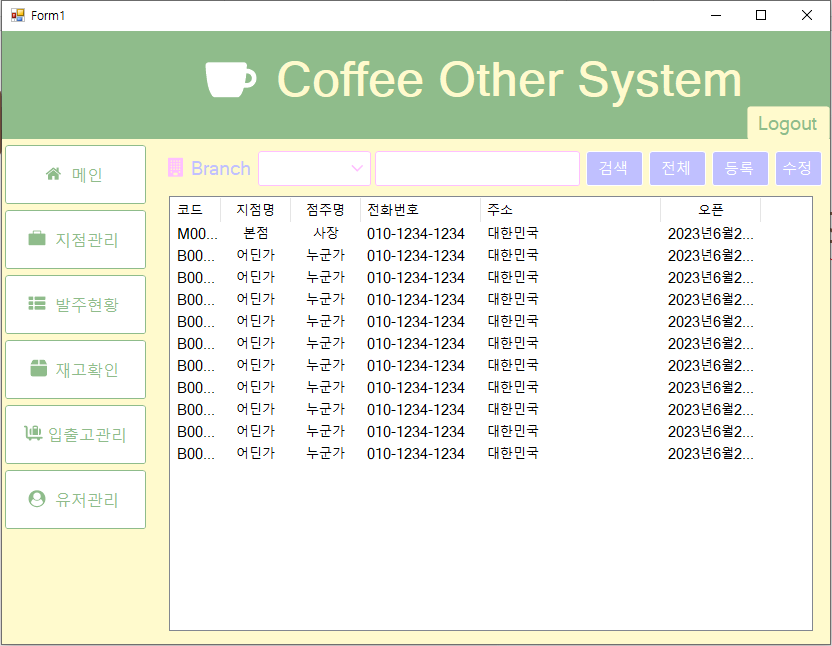 Form1
Coffee Other System
Logout
메인
지점관리
발주현황
재고확인
입출고관리
유저관리
Branch 검색 전체 등록 수정
코드 지점명 점주명 전화번호 주소 오픈
M00... 본점 사장 010-1234-1234 대한민국 2023년6월2...
B00... 어딘가 누군가 010-1234-1234 대한민국 2023년6월2...
B00... 어딘가 누군가 010-1234-1234 대한민국 2023년6월2...
B00... 어딘가 누군가 010-1234-1234 대한민국 2023년6월2...
B00... 어딘가 누군가 010-1234-1234 대한민국 2023년6월2...
B00... 어딘가 누군가 010-1234-1234 대한민국 2023년6월2...
B00... 어딘가 누군가 010-1234-1234 대한민국 2023년6월2...
B00... 어딘가 누군가 010-1234-1234 대한민국 2023년6월2...
B00... 어딘가 누군가 010-1234-1234 대한민국 2023년6월2...
B00... 어딘가 누군가 010-1234-1234 대한민국 2023년6월2...
B00... 어딘가 누군가 010-1234-1234 대한민국 2023년6월2...